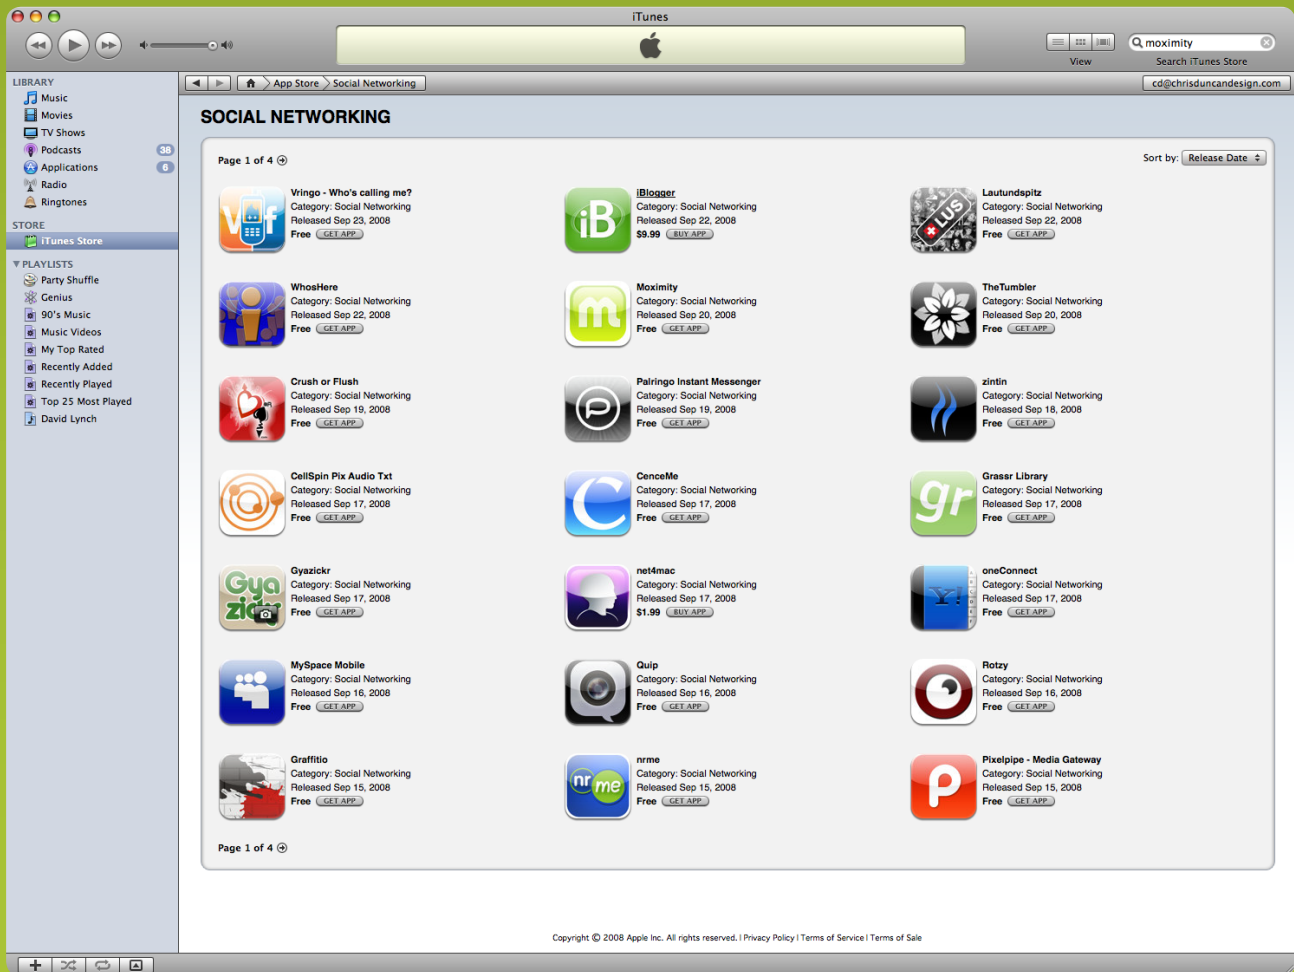 iTunes
moximity
View
Search iTunes Store
LIBRARY
Music
Movies
TV Shows
Podcasts 38
Applications 6
Radio
Ringtones
STORE
iTunes Store
PLAYLISTS
Party Shuffle
Genius
90's Music
Music Videos
My Top Rated
Recently Added
Recently Played
Top 25 Most Played
David Lynch
App Store Social Networking
cd@chrisduncandesign.com
SOCIAL NETWORKING
Page 1 of 4
Sort by: Release Date
Vringo - Who's calling me?
Category: Social Networking
Released Sep 23, 2008
Free GET APP
iB
iBlogger
Category: Social Networking
Released Sep 22, 2008
$9.99 BUY APP
LUS
Lautundspitz
Category: Social Networking
Released Sep 22, 2008
Free GET APP
WhosHere
Category: Social Networking
Released Sep 22, 2008
Free GET APP
m
Moximity
Category: Social Networking
Released Sep 20, 2008
Free GET APP
TheTumbler
Category: Social Networking
Released Sep 20, 2008
Free GET APP
Crush or Flush
Category: Social Networking
Released Sep 19, 2008
Free GET APP
Palringo Instant Messenger
Category: Social Networking
Released Sep 19, 2008
Free GET APP
zintin
Category: Social Networking
Released Sep 18, 2008
Free GET APP
CellSpin Pix Audio Txt
Category: Social Networking
Released Sep 17, 2008
Free GET APP
C
CenceMe
Category: Social Networking
Released Sep 17, 2008
Free GET APP
gr
Grassr Library
Category: Social Networking
Released Sep 17, 2008
Free GET APP
Gya
Gyazickr
Category: Social Networking
Released Sep 17, 2008
Free GET APP
net4mac
Category: Social Networking
Released Sep 17, 2008
$1.99 BUY APP
Y!
oneConnect
Category: Social Networking
Released Sep 17, 2008
Free GET APP
MySpace Mobile
Category: Social Networking
Released Sep 16, 2008
Free GET APP
Quip
Category: Social Networking
Released Sep 16, 2008
Free GET APP
Rotzy
Category: Social Networking
Released Sep 16, 2008
Free GET APP
Graffitio
Category: Social Networking
Released Sep 15, 2008
Free GET APP
nr me
nrme
Category: Social Networking
Released Sep 15, 2008
Free GET APP
p
Pixelpipe - Media Gateway
Category: Social Networking
Released Sep 15, 2008
Free GET APP
Page 1 of 4
Copyright © 2008 Apple Inc. All rights reserved. | Privacy Policy | Terms of Service | Terms of Sale